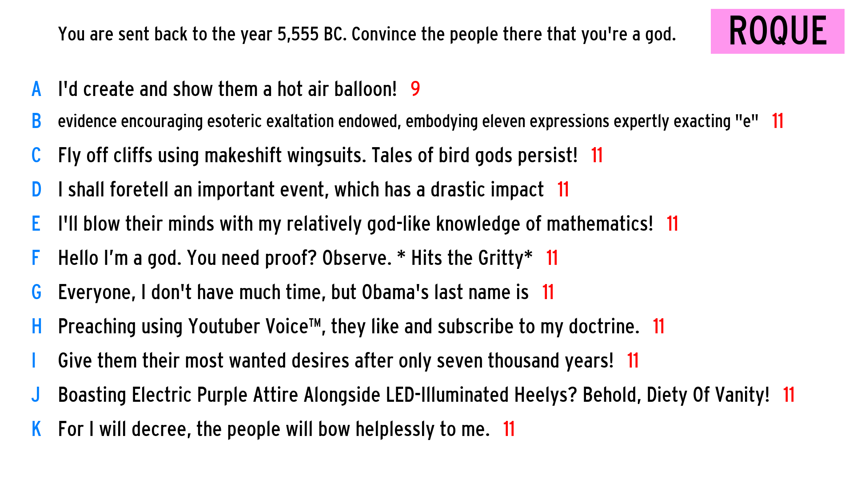 You are sent back to the year 5,555 BC. Convince the people there that you're a god.
ROQUE
A I'd create and show them a hot air balloon! 9
B evidence encouraging esoteric exaltation endowed, embodying eleven expressions expertly exacting "e" 11
C Fly off cliffs using makeshift wingsuits. Tales of bird gods persist! 11
D I shall foretell an important event, which has a drastic impact 11
E I'll blow their minds with my relatively god-like knowledge of mathematics! 11
F Hello I’m a god. You need proof? Observe. * Hits the Gritty* 11
G Everyone, I don't have much time, but Obama's last name is 11
H Preaching using Youtuber Voice™, they like and subscribe to my doctrine. 11
I Give them their most wanted desires after only seven thousand years! 11
J Boasting Electric Purple Attire Alongside LED-Illuminated Heelys? Behold, Diety Of Vanity! 11
K For I will decree, the people will bow helplessly to me. 11